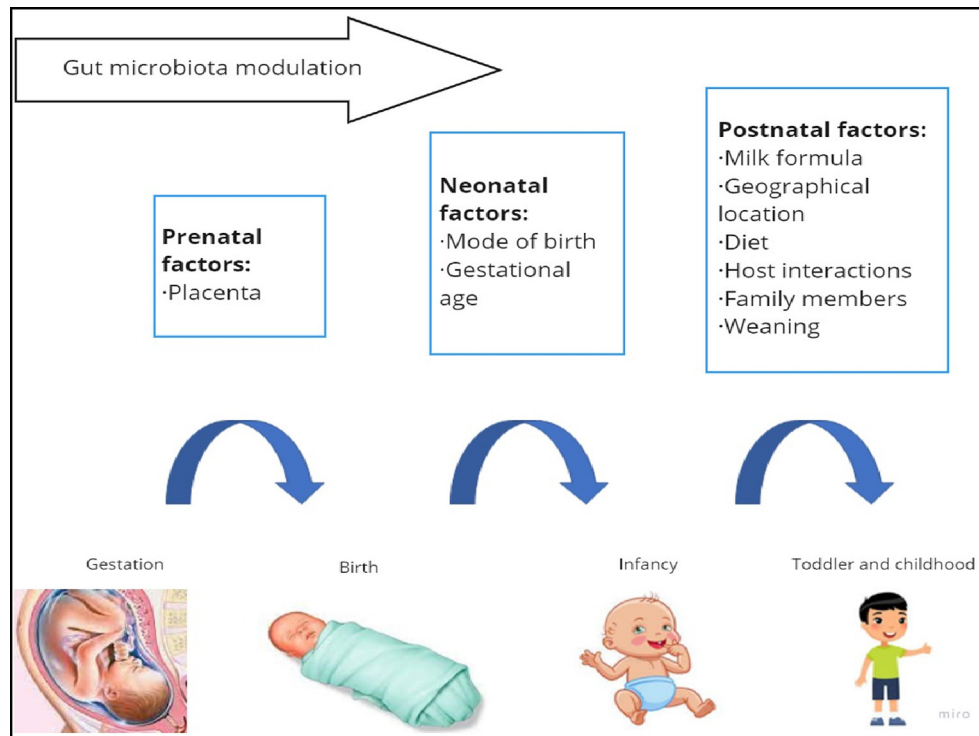 Gut microbiota modulation
Prenatal
factors:
·Placenta
Neonatal
factors:
·Mode of birth
·Gestational
age
Postnatal factors:
·Milk formula
·Geographical
location
·Diet
·Host interactions
·Family members
·Weaning
Gestation
Birth
Infancy
Toddler and childhood
miro